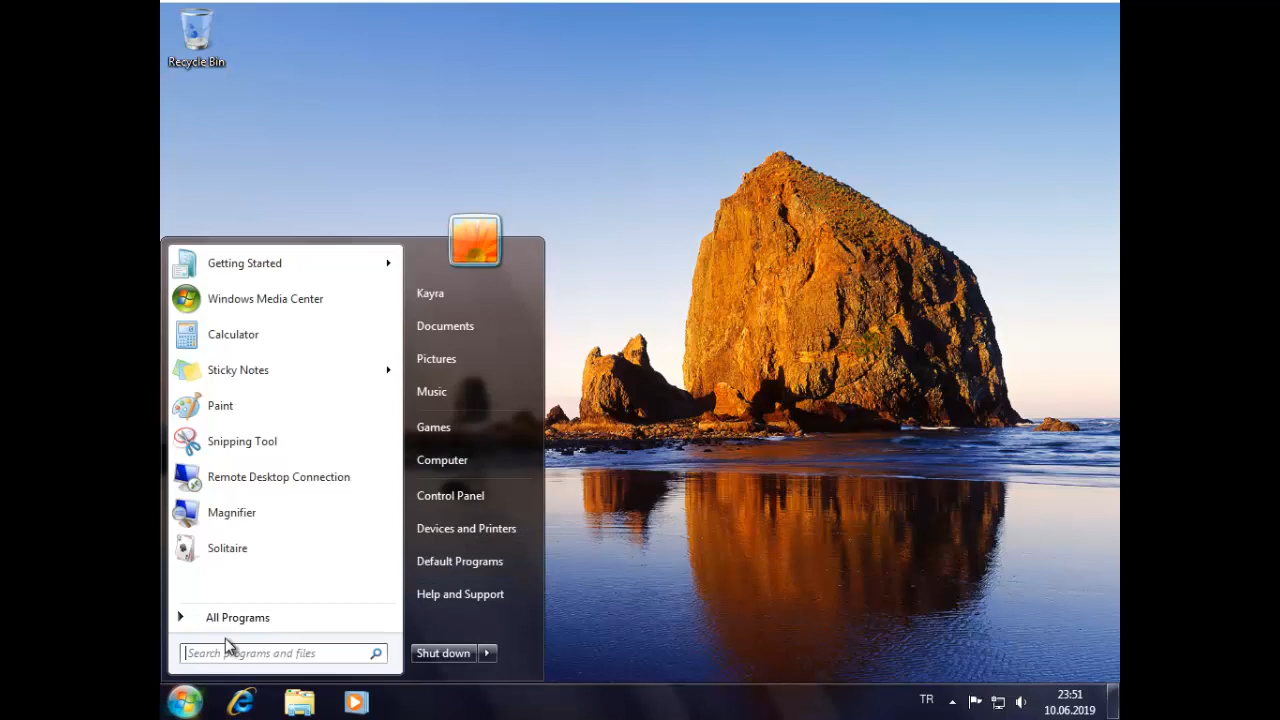 Recycle Bin
Getting Started
Windows Media Center
Calculator
Sticky Notes
Paint
Snipping Tool
Remote Desktop Connection
Magnifier
Solitaire
All Programs
Search programs and files
Kayra
Documents
Pictures
Music
Games
Computer
Control Panel
Devices and Printers
Default Programs
Help and Support
Shut down
TR
23:51
10.06.2019